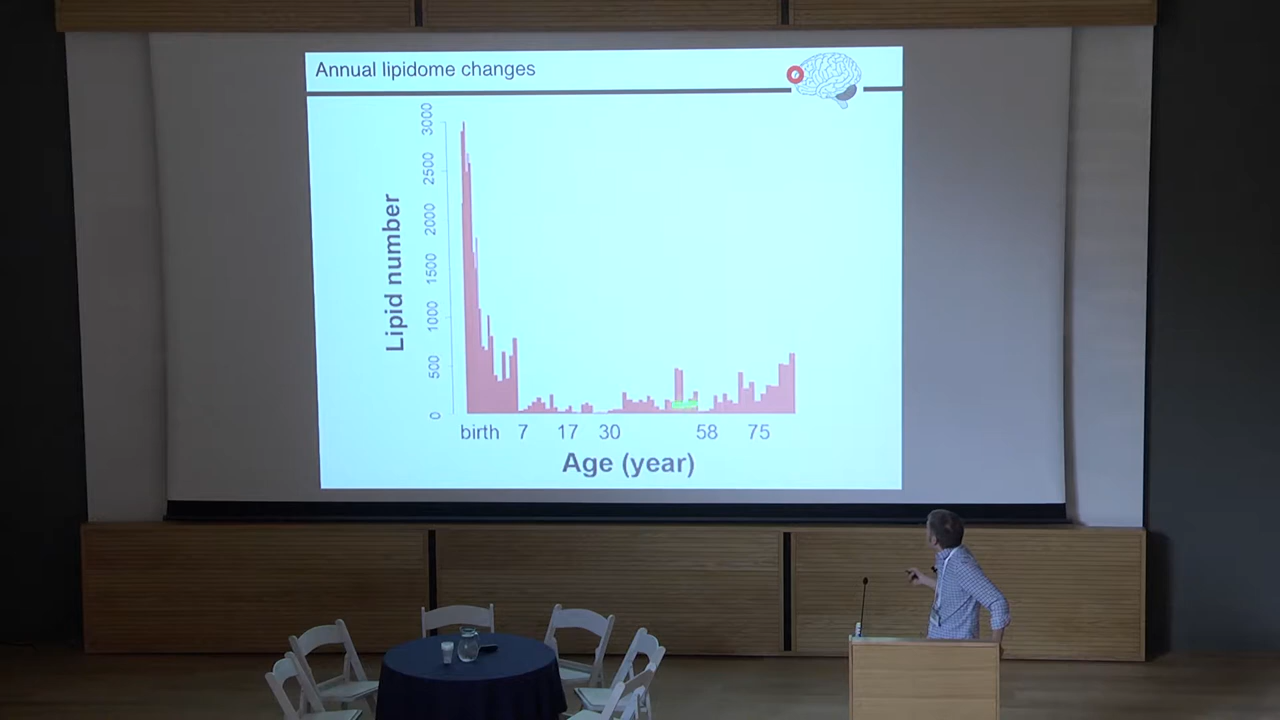 Annual lipidome changes
Lipid number
3000
2500
2000
1500
1000
500
0
birth 7 17 30 58 75
Age (year)